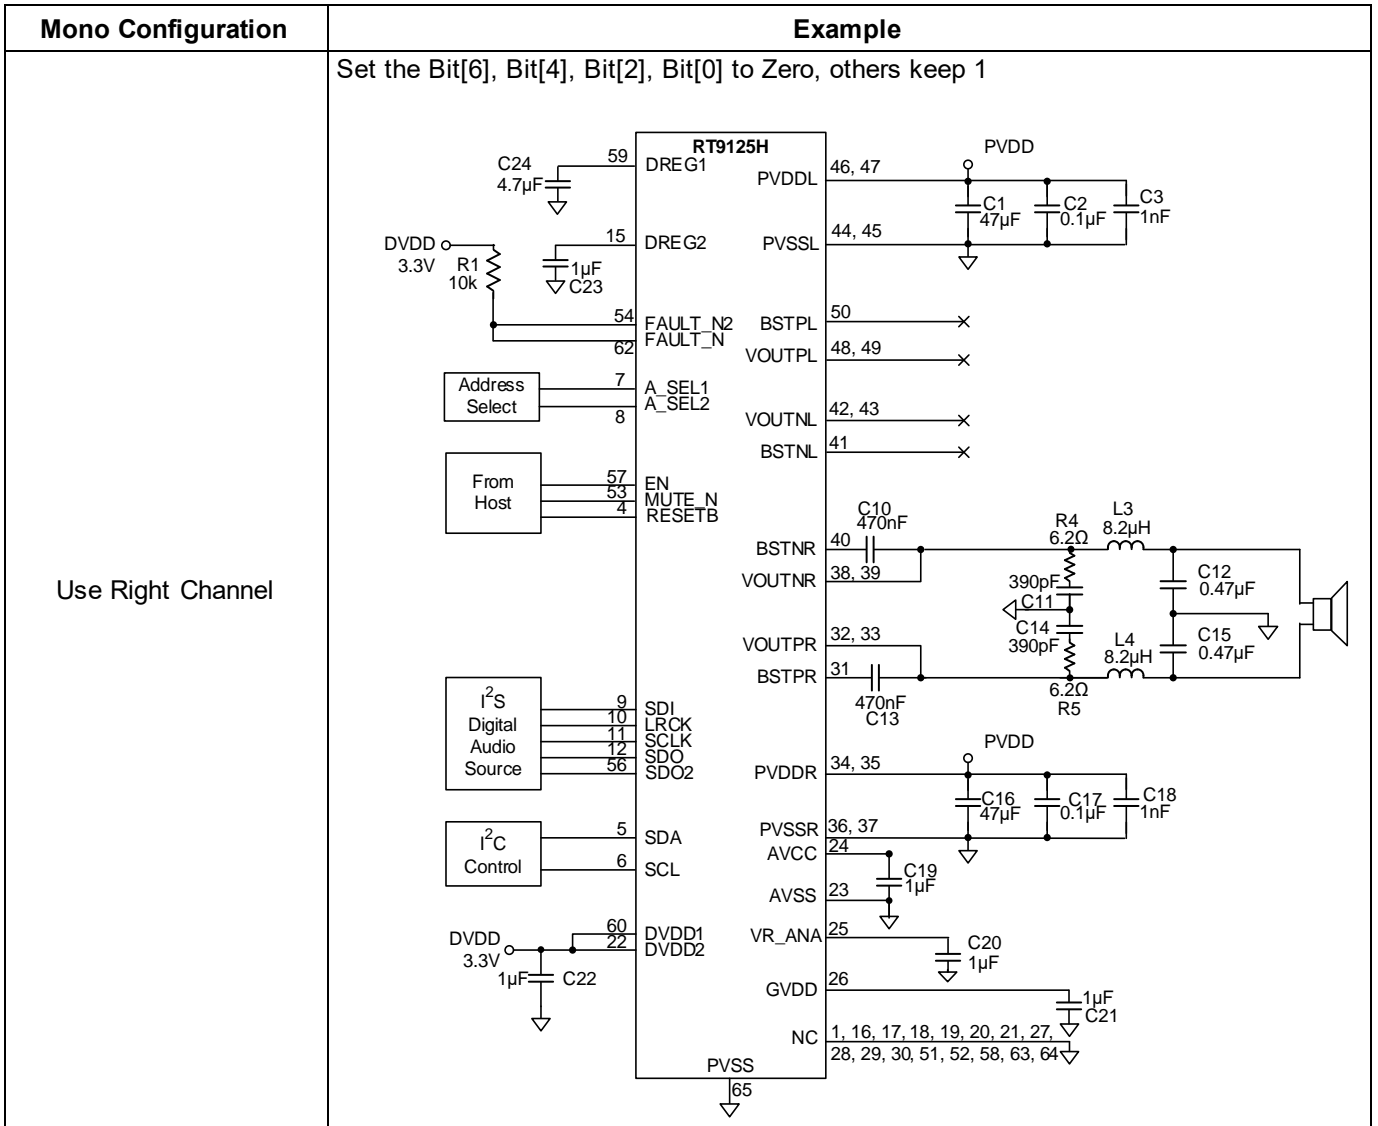 Mono Configuration
Example
Use Right Channel
Set the Bit[6], Bit[4], Bit[2], Bit[0] to Zero, others keep 1
RT9125H
C24
4.7µF
59
DREG1
15
DREG2
1µF
C23
DVDD
3.3V
R1
10k
54
FAULT_N2
FAULT_N
62
Address
Select
7
A_SEL1
A_SEL2
8
From
Host
57
EN
53
MUTE_N
4
RESETB
I²S
Digital
Audio
Source
9
SDI
10
LRCK
11
SCLK
12
SDO
56
SDO2
I²C
Control
5
SDA
6
SCL
DVDD
3.3V
60
DVDD1
22
DVDD2
1µF
C22
PVSS
65
PVDDL
46, 47
PVDD
C1
47µF
C2
0.1µF
C3
1nF
PVSSL
44, 45
BSTPL
50
VOUTPL
48, 49
VOUTNL
42, 43
BSTNL
41
C10
470nF
BSTNR
40
VOUTNR
38, 39
R4
6.2Ω
L3
8.2µH
390pF
C11
C12
0.47µF
C14
390pF
VOUTPR
32, 33
BSTPR
31
470nF
C13
L4
8.2µH
C15
0.47µF
6.2Ω
R5
PVDD
PVDDR
34, 35
C16
47µF
C17
0.1µF
C18
1nF
PVSSR
36, 37
AVCC
24
C19
1µF
AVSS
23
VR_ANA
25
C20
1µF
GVDD
26
1µF
C21
NC
1, 16, 17, 18, 19, 20, 21, 27,
28, 29, 30, 51, 52, 58, 63, 64